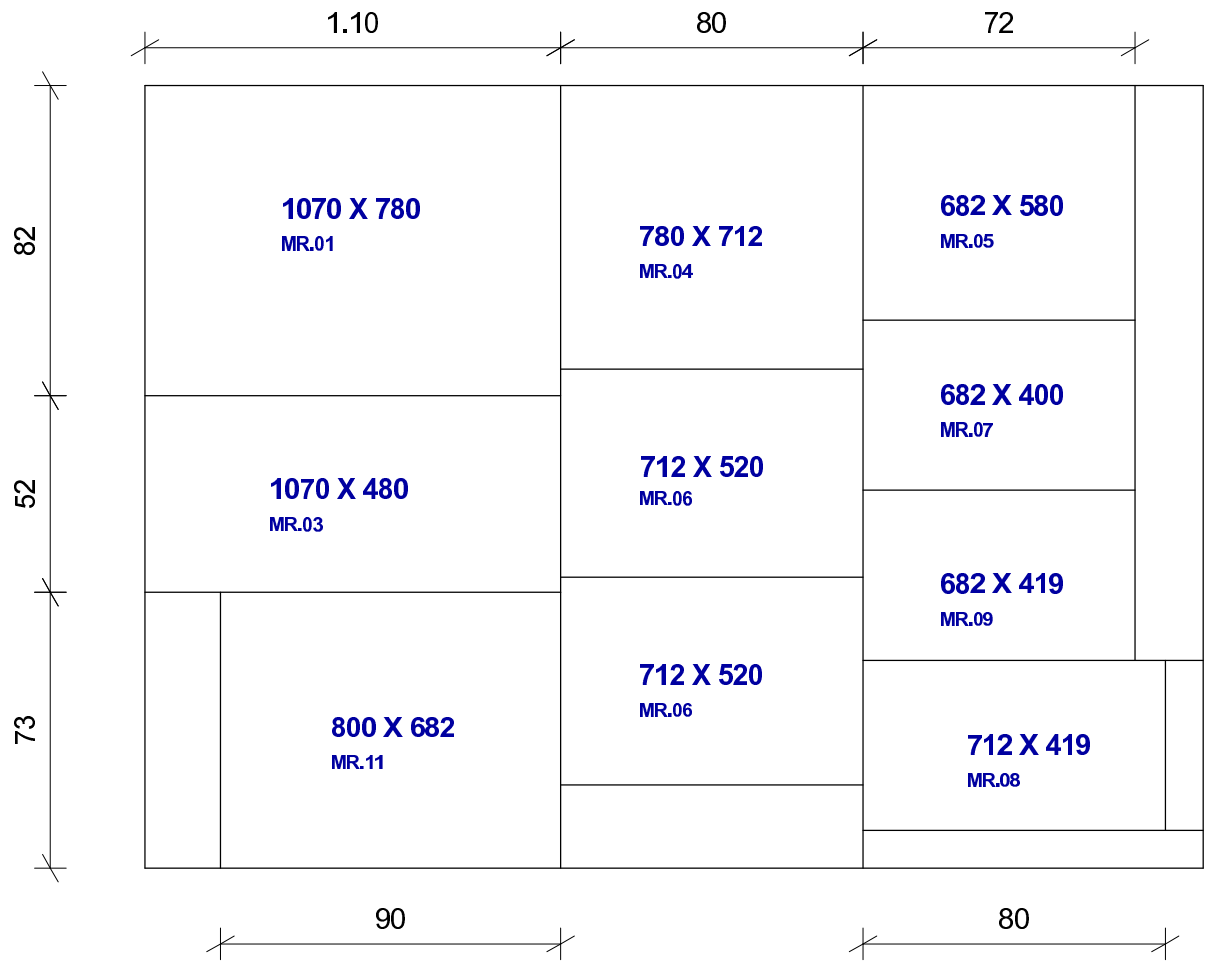 1.10
80
72
82
1070 X 780
MR.01
780 X 712
MR.04
682 X 580
MR.05
682 X 400
MR.07
52
1070 X 480
MR.03
712 X 520
MR.06
682 X 419
MR.09
73
800 X 682
MR.11
712 X 520
MR.06
712 X 419
MR.08
90
80